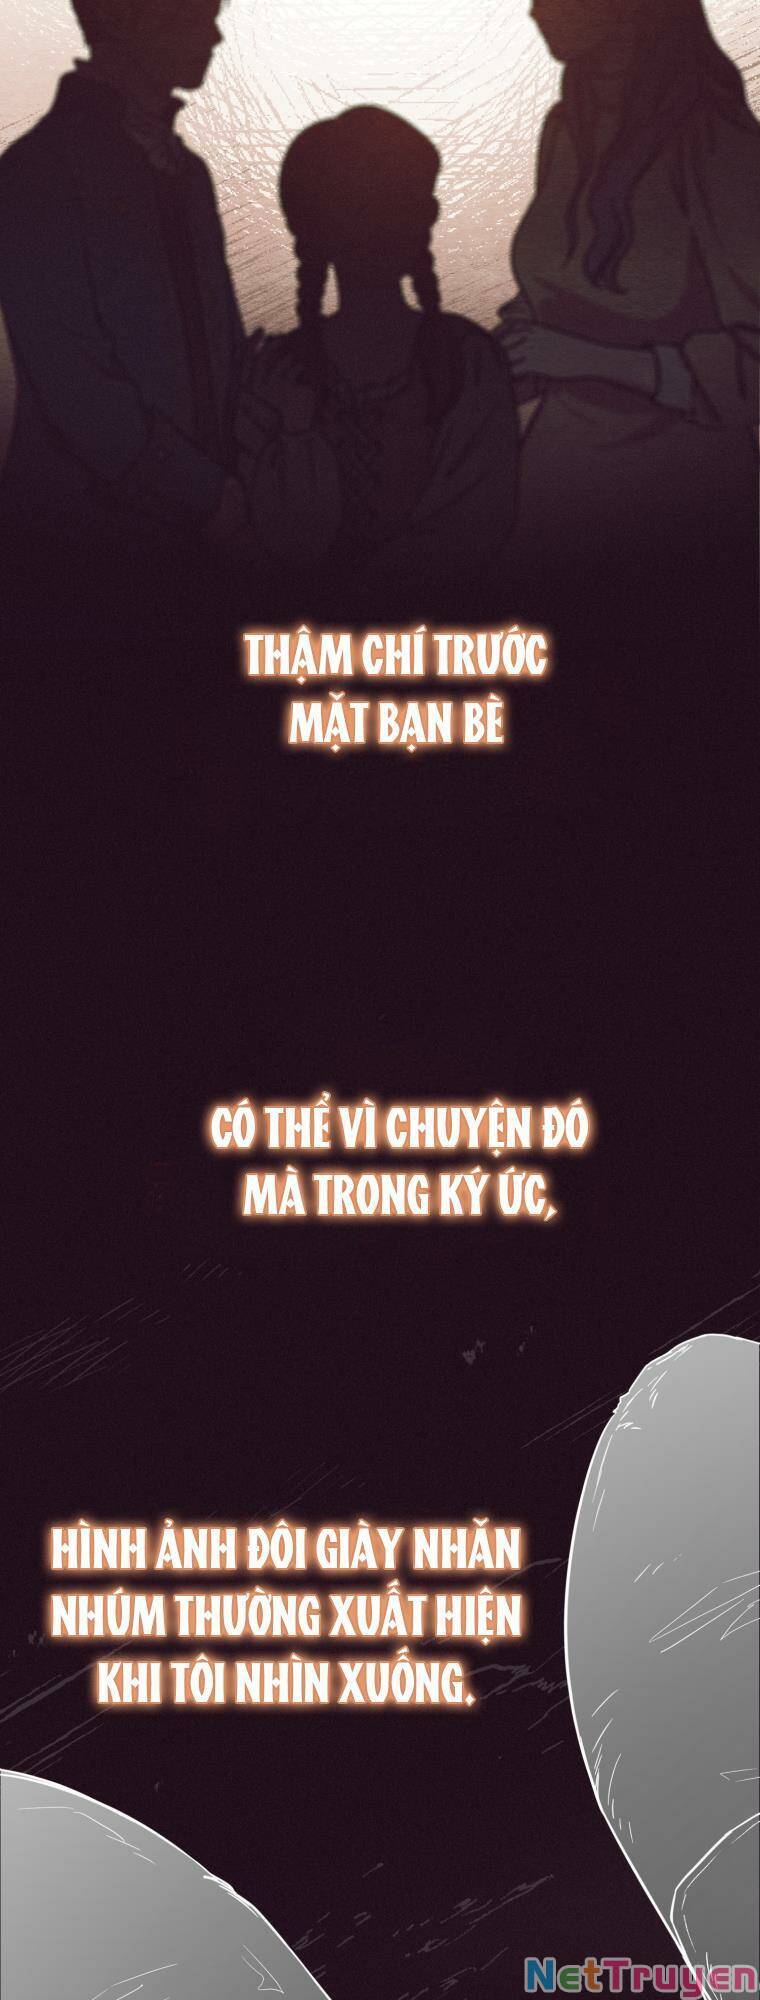 THẬM CHÍ TRƯỚC
MẶT BẠN BÈ
CÓ THỂ VÌ CHUYỆN ĐÓ
MÀ TRONG KÝ ỨC,
HÌNH ẢNH ĐÔI GIÀY NHĂN
NHÚM THƯỜNG XUẤT HIỆN
KHI TÔI NHÌN XUỐNG.
NetTruyen